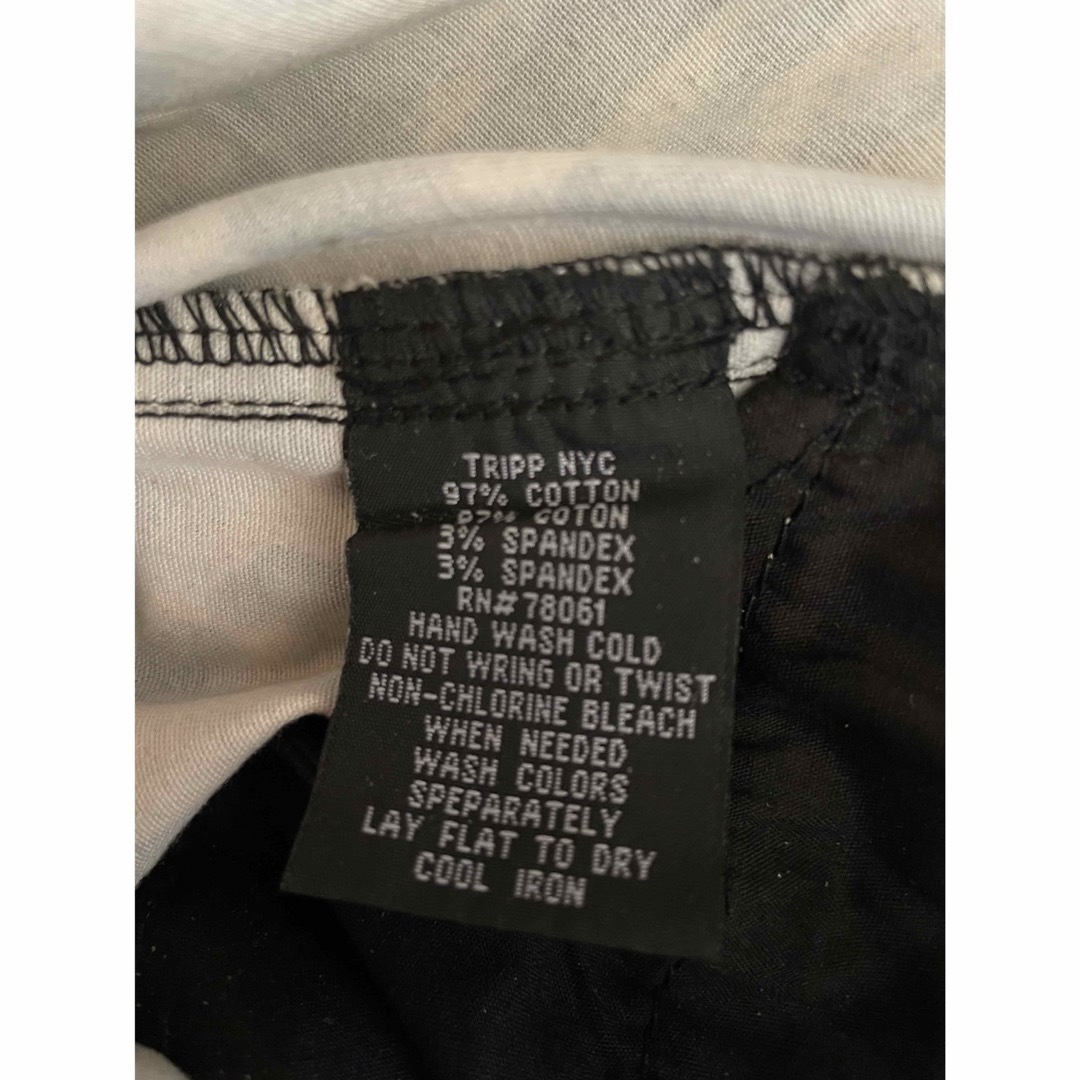 TRIPP NYC
97% COTTON
97% COTON
3% SPANDEX
3% SPANDEX
RN#78061
HAND WASH COLD
DO NOT WRING OR TWIST
NON-CHLORINE BLEACH
WHEN NEEDED
WASH COLORS
SPEPARATELY
LAY FLAT TO DRY
COOL IRON